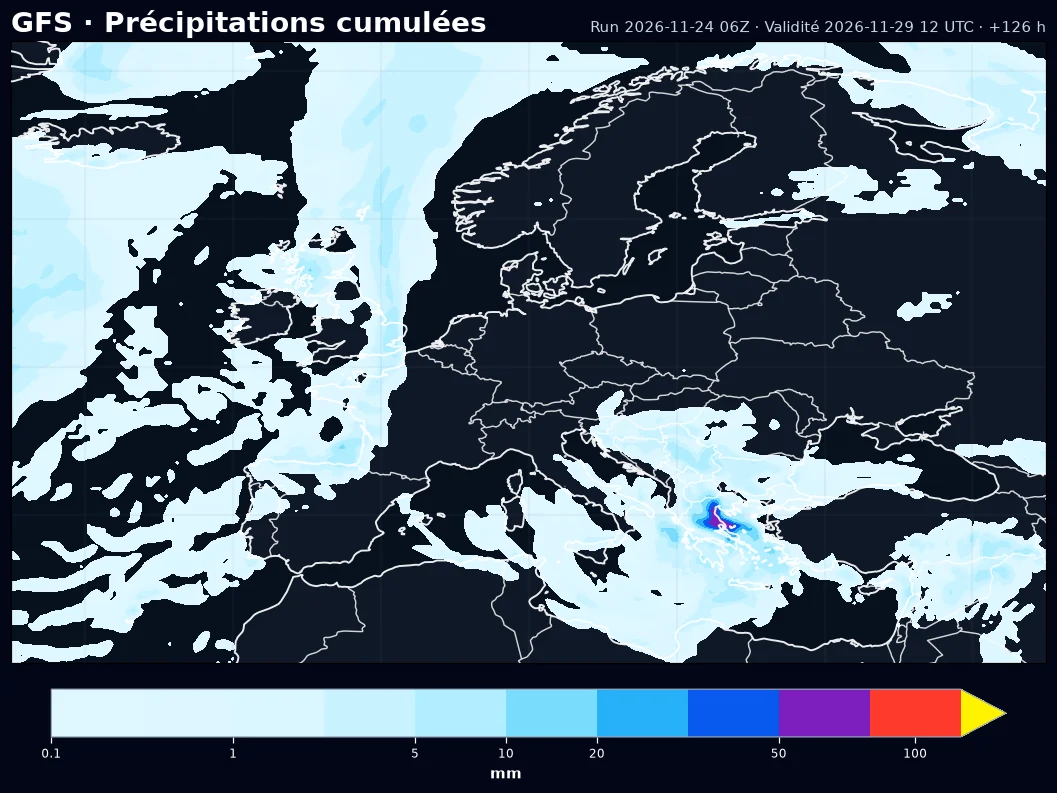 GFS · Précipitations cumulées
Run 2026-11-24 06Z · Validité 2026-11-29 12 UTC · +126 h
0.1 1 5 10 20 50 100
mm